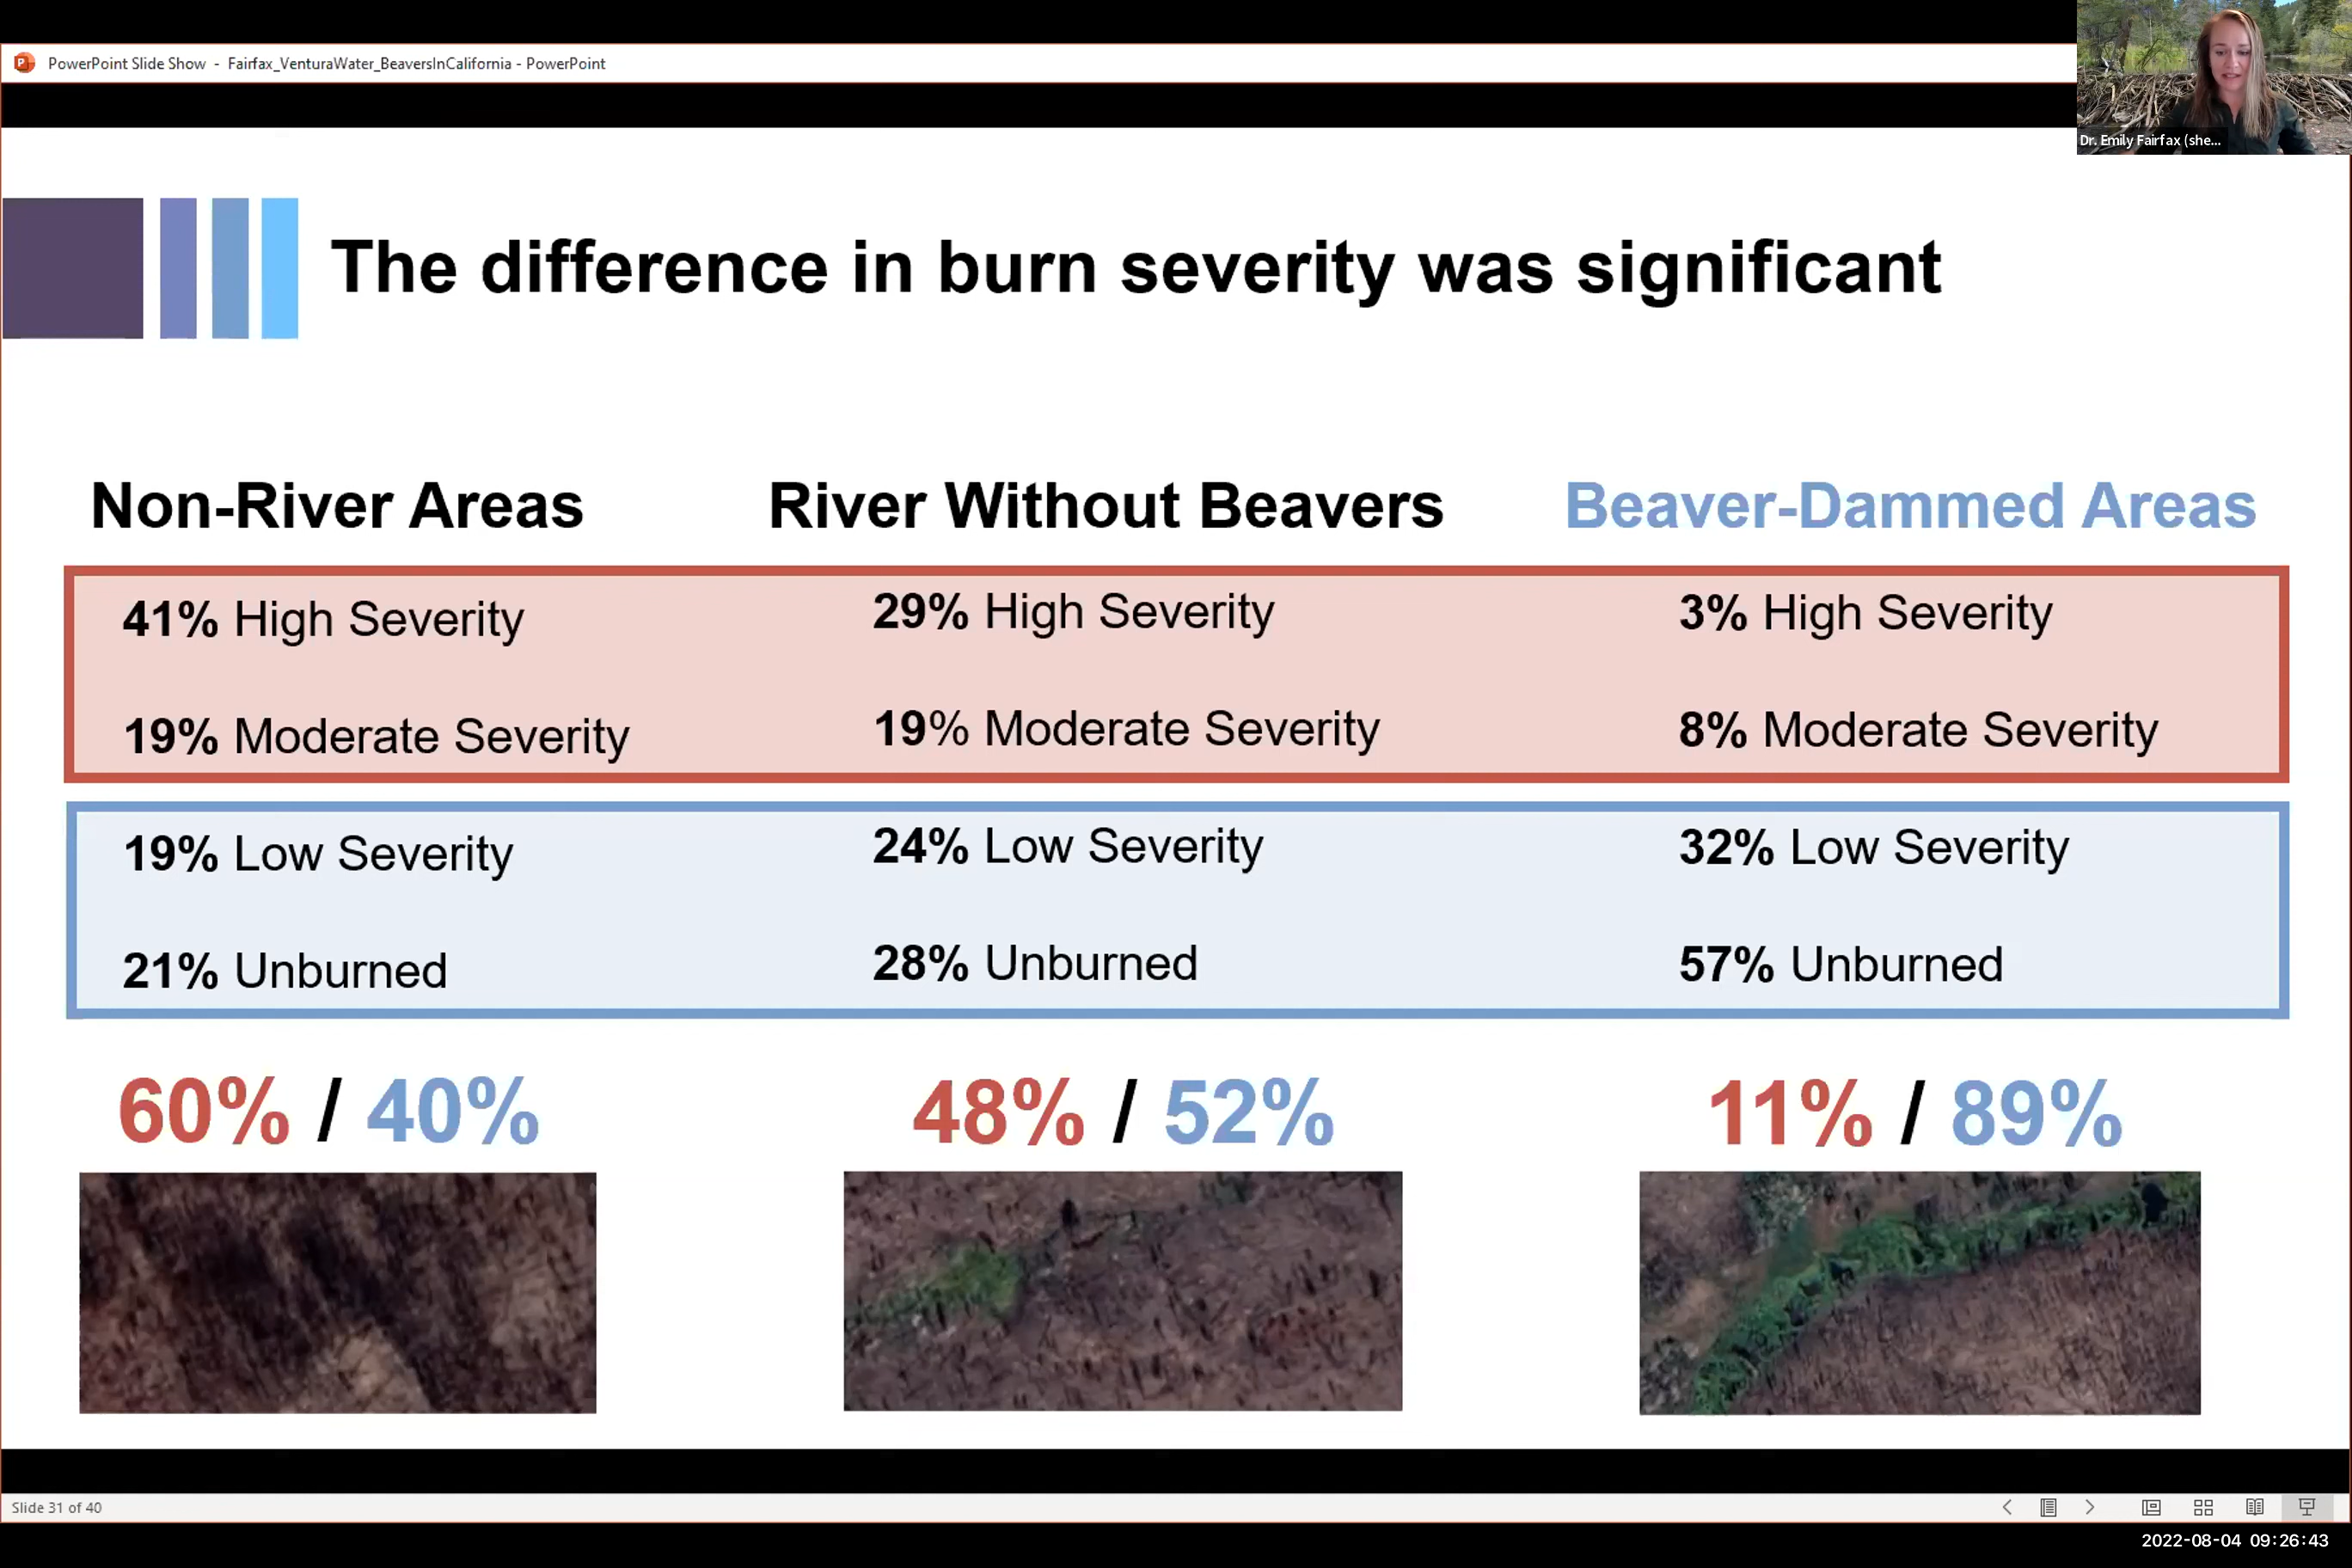 PowerPoint Slide Show - Fairfax_VenturaWater_BeaversInCalifornia - PowerPoint
Dr. Emily Fairfax (she...
The difference in burn severity was significant
Non-River Areas
River Without Beavers
Beaver-Dammed Areas
41% High Severity
29% High Severity
3% High Severity
19% Moderate Severity
19% Moderate Severity
8% Moderate Severity
19% Low Severity
24% Low Severity
32% Low Severity
21% Unburned
28% Unburned
57% Unburned
60% / 40%
48% / 52%
11% / 89%
Slide 31 of 40
2022-08-04 09:26:43